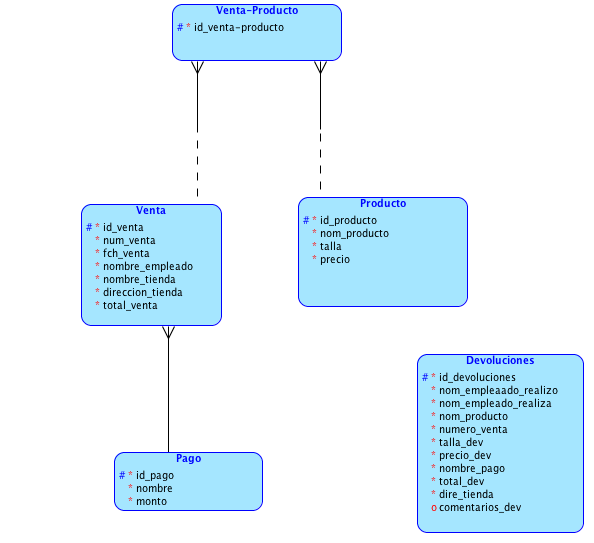 Venta-Producto
# * id_venta-producto
Venta
# * id_venta
* num_venta
* fch_venta
* nombre_empleado
* nombre_tienda
* direccion_tienda
* total_venta
Producto
# * id_producto
* nom_producto
* talla
* precio
Devoluciones
# * id_devoluciones
* nom_empleaado_realizo
* nom_empleado_realiza
* nom_producto
* numero_venta
* talla_dev
* precio_dev
* nombre_pago
* total_dev
* dire_tienda
o comentarios_dev
Pago
# * id_pago
* nombre
* monto